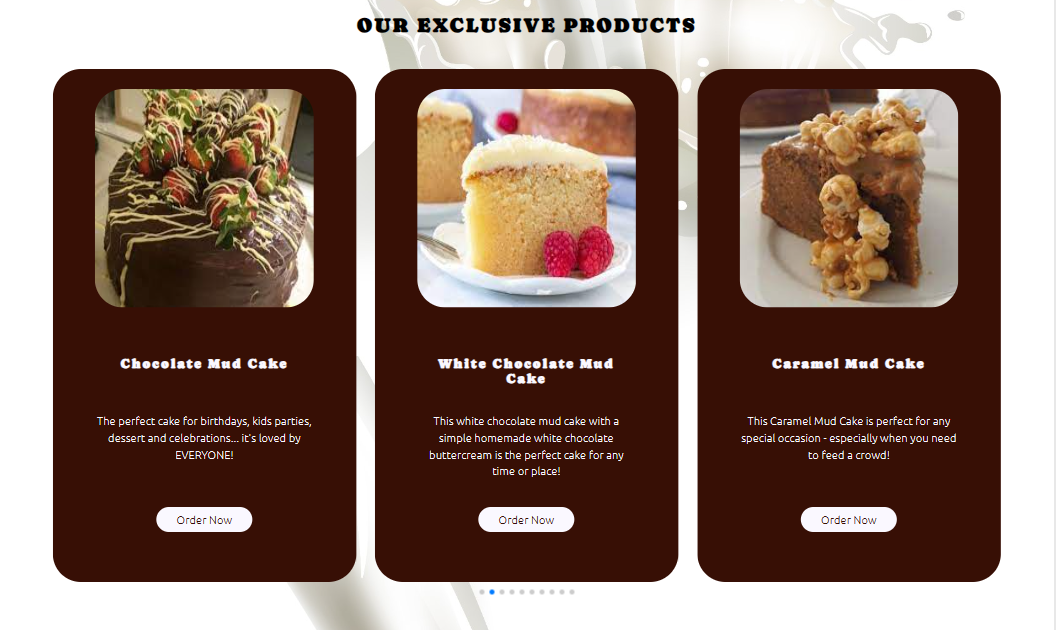 OUR EXCLUSIVE PRODUCTS
Chocolate Mud Cake
The perfect cake for birthdays, kids parties,
dessert and celebrations... it's loved by
EVERYONE!
Order Now
White Chocolate Mud
Cake
This white chocolate mud cake with a
simple homemade white chocolate
buttercream is the perfect cake for any
time or place!
Order Now
Caramel Mud Cake
This Caramel Mud Cake is perfect for any
special occasion - especially when you need
to feed a crowd!
Order Now